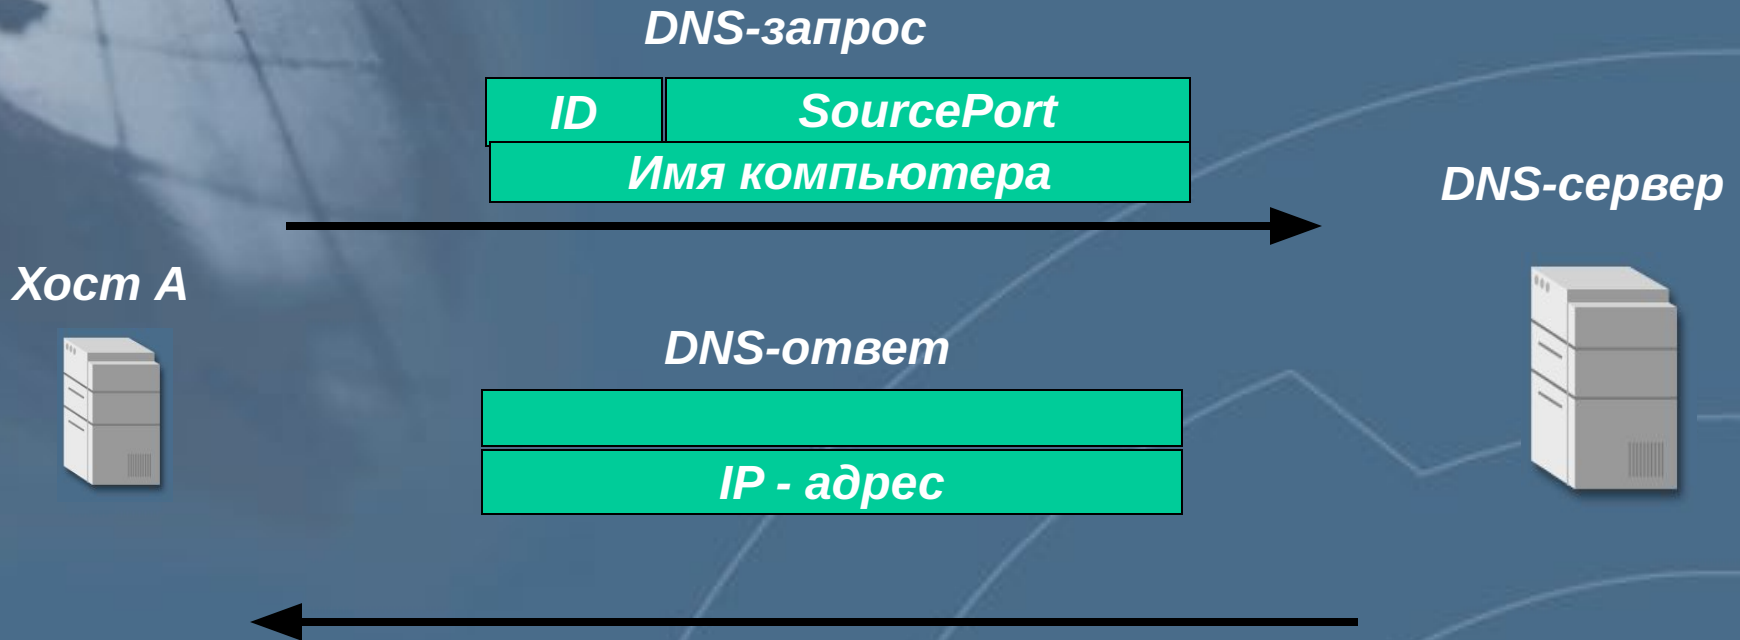 DNS-запрос
ID
SourcePort
Имя компьютера
DNS-сервер
Хост А
DNS-ответ
IP - адрес